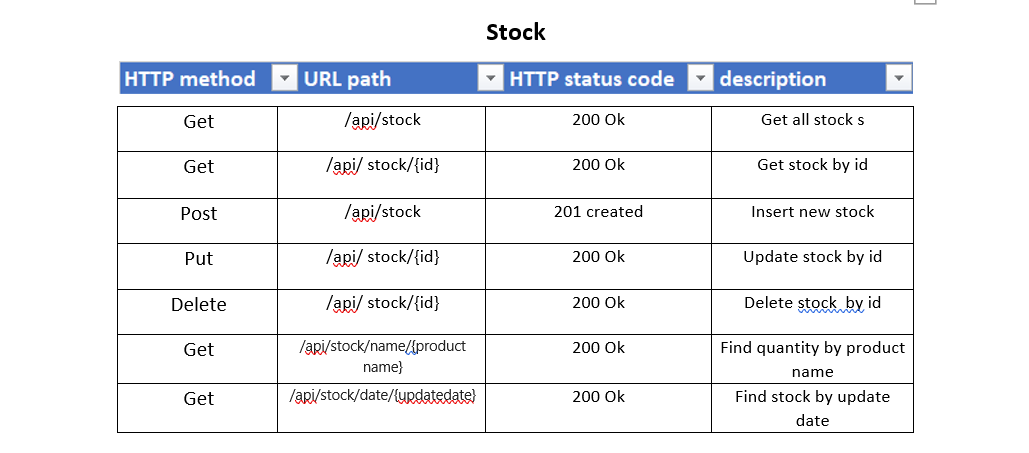 Stock
HTTP method URL path HTTP status code description
Get /api/stock 200 Ok Get all stock s
Get /api/ stock/{id} 200 Ok Get stock by id
Post /api/stock 201 created Insert new stock
Put /api/ stock/{id} 200 Ok Update stock by id
Delete /api/ stock/{id} 200 Ok Delete stock by id
Get /api/stock/name/{product 200 Ok Find quantity by product
name} name
Get /api/stock/date/{updatedate} 200 Ok Find stock by update
date